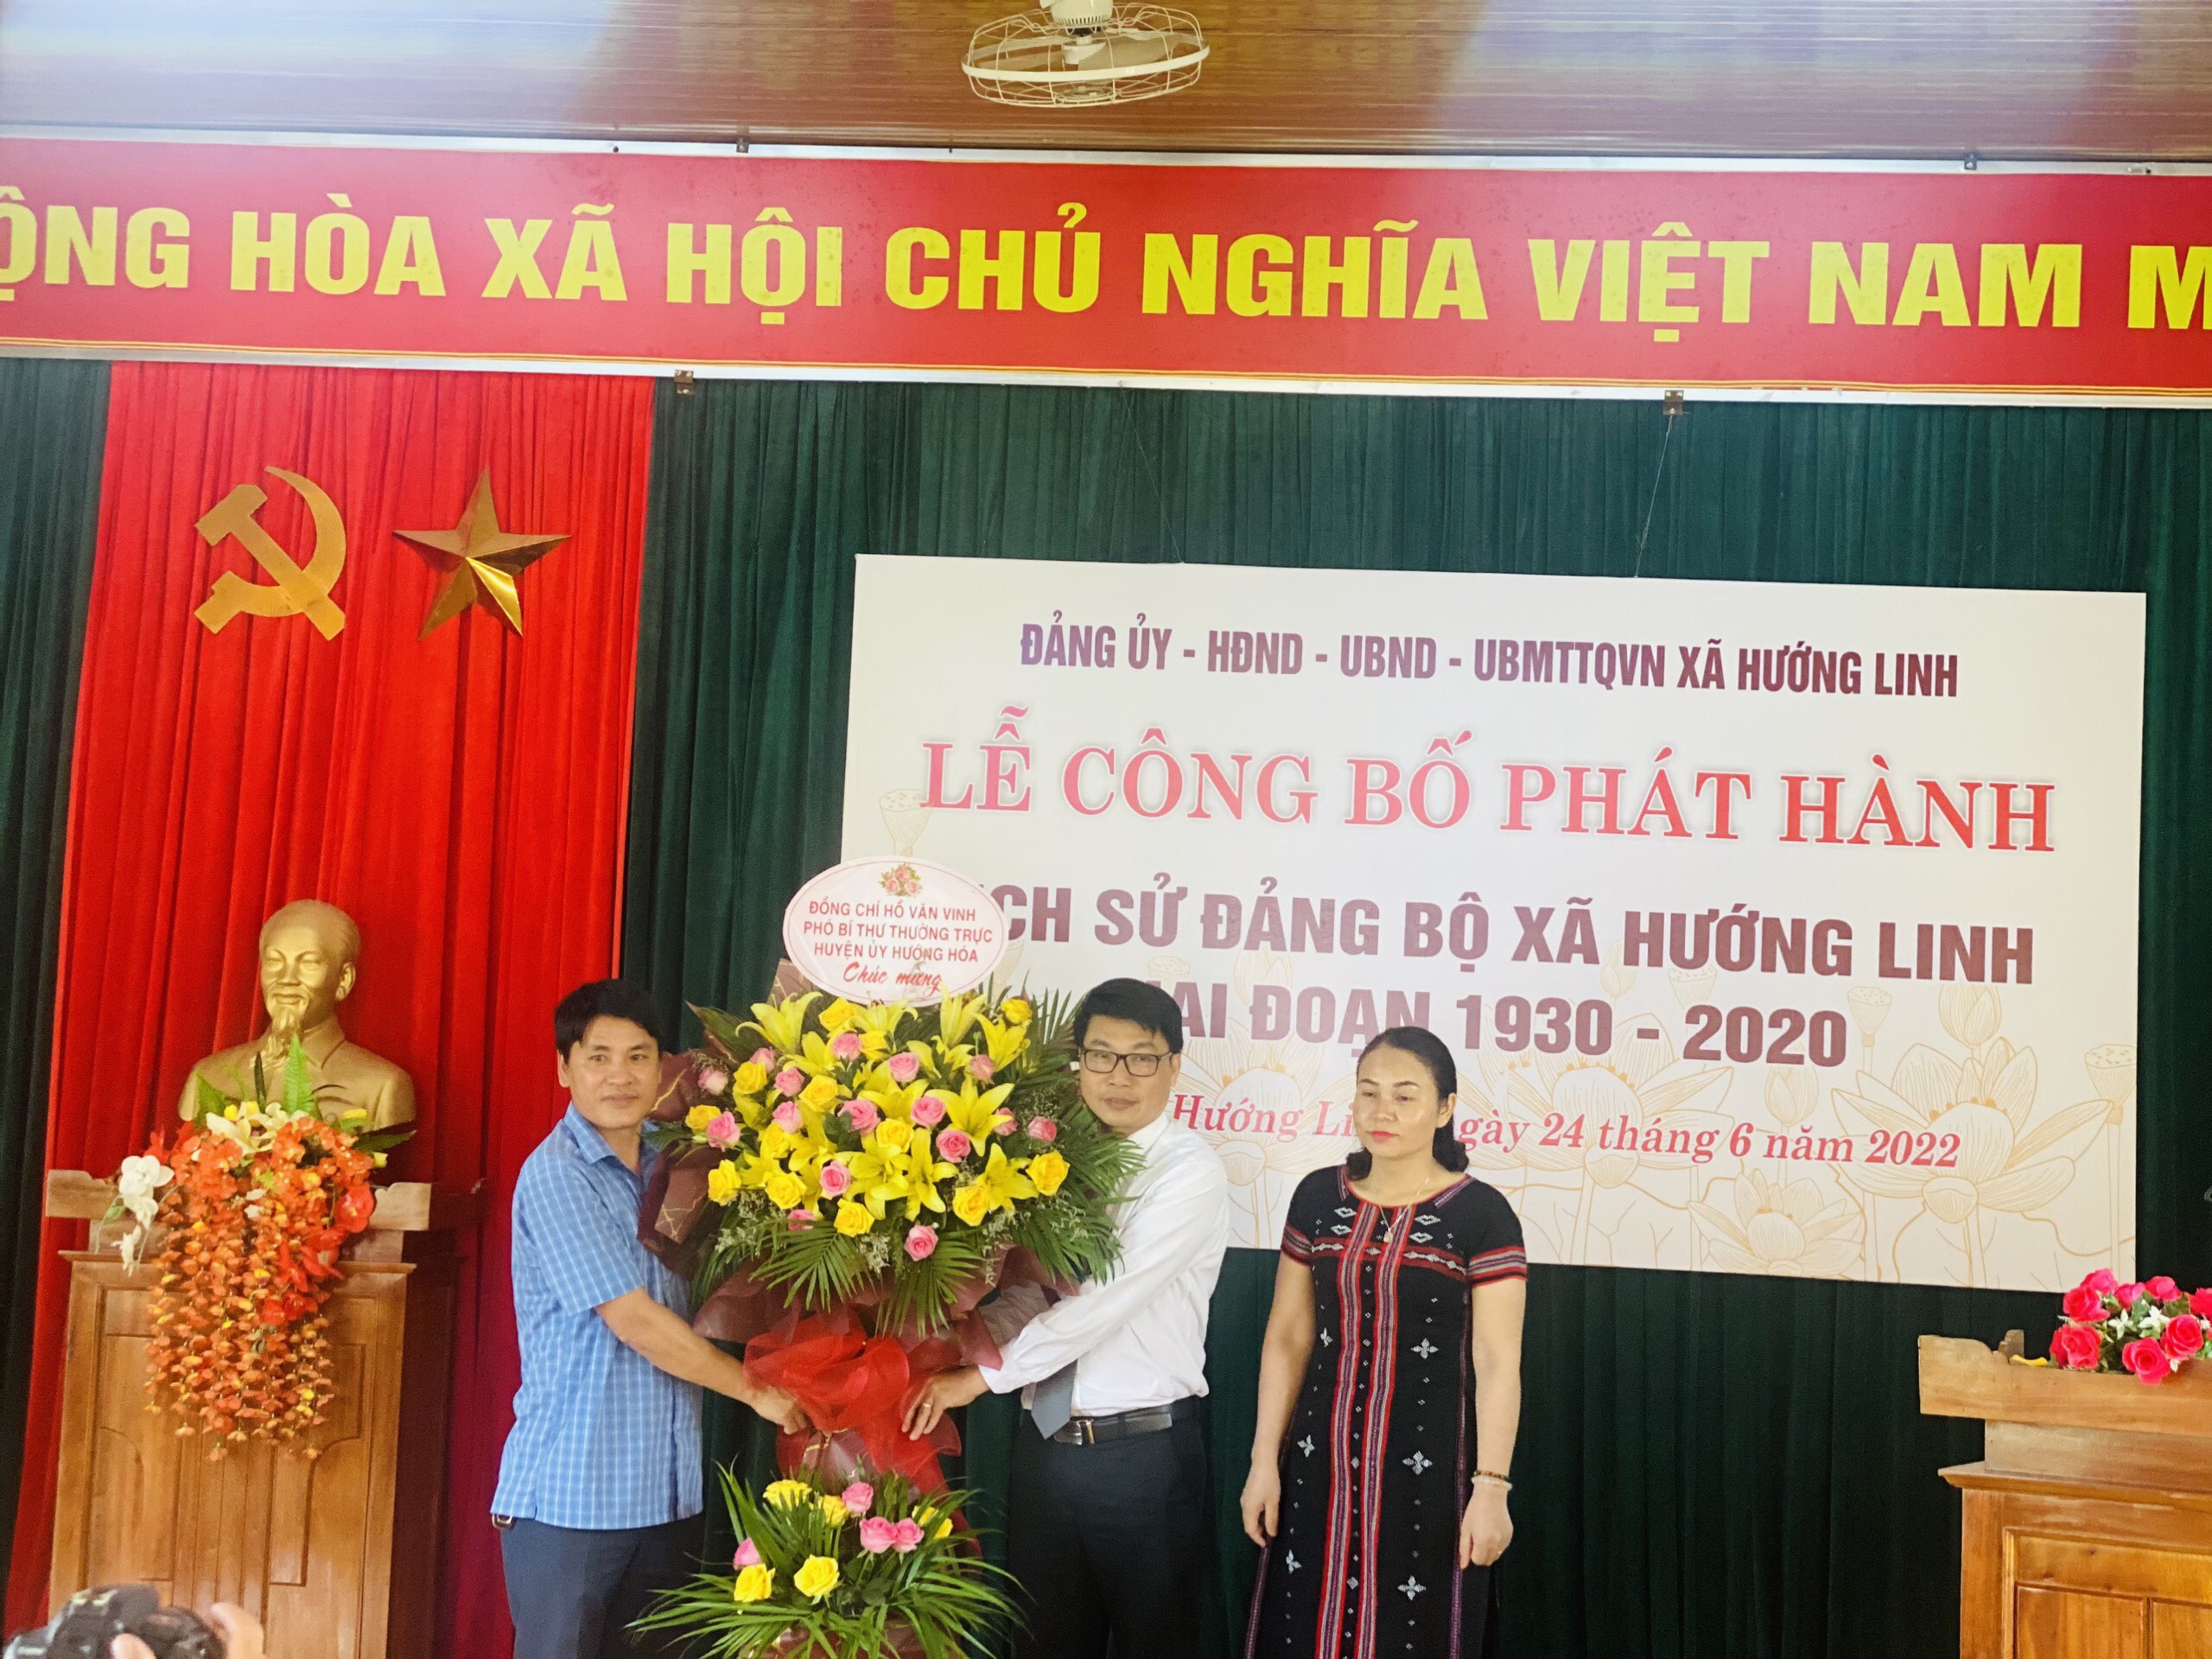 ỘNG HÒA XÃ HỘI CHỦ NGHĨA VIỆT NAM M
ĐẢNG ỦY - HĐND - UBND - UBMTTQVN XÃ HƯỚNG LINH
LỄ CÔNG BỐ PHÁT HÀNH
ỊCH SỬ ĐẢNG BỘ XÃ HƯỚNG LINH
IAI ĐOẠN 1930 - 2020
Hướng Li gày 24 tháng 6 năm 2022
ĐỒNG CHÍ HỒ VĂN VINH
PHÓ BÍ THƯ THƯỜNG TRỰC
HUYỆN ỦY HƯỚNG HÓA
Chúc mừng